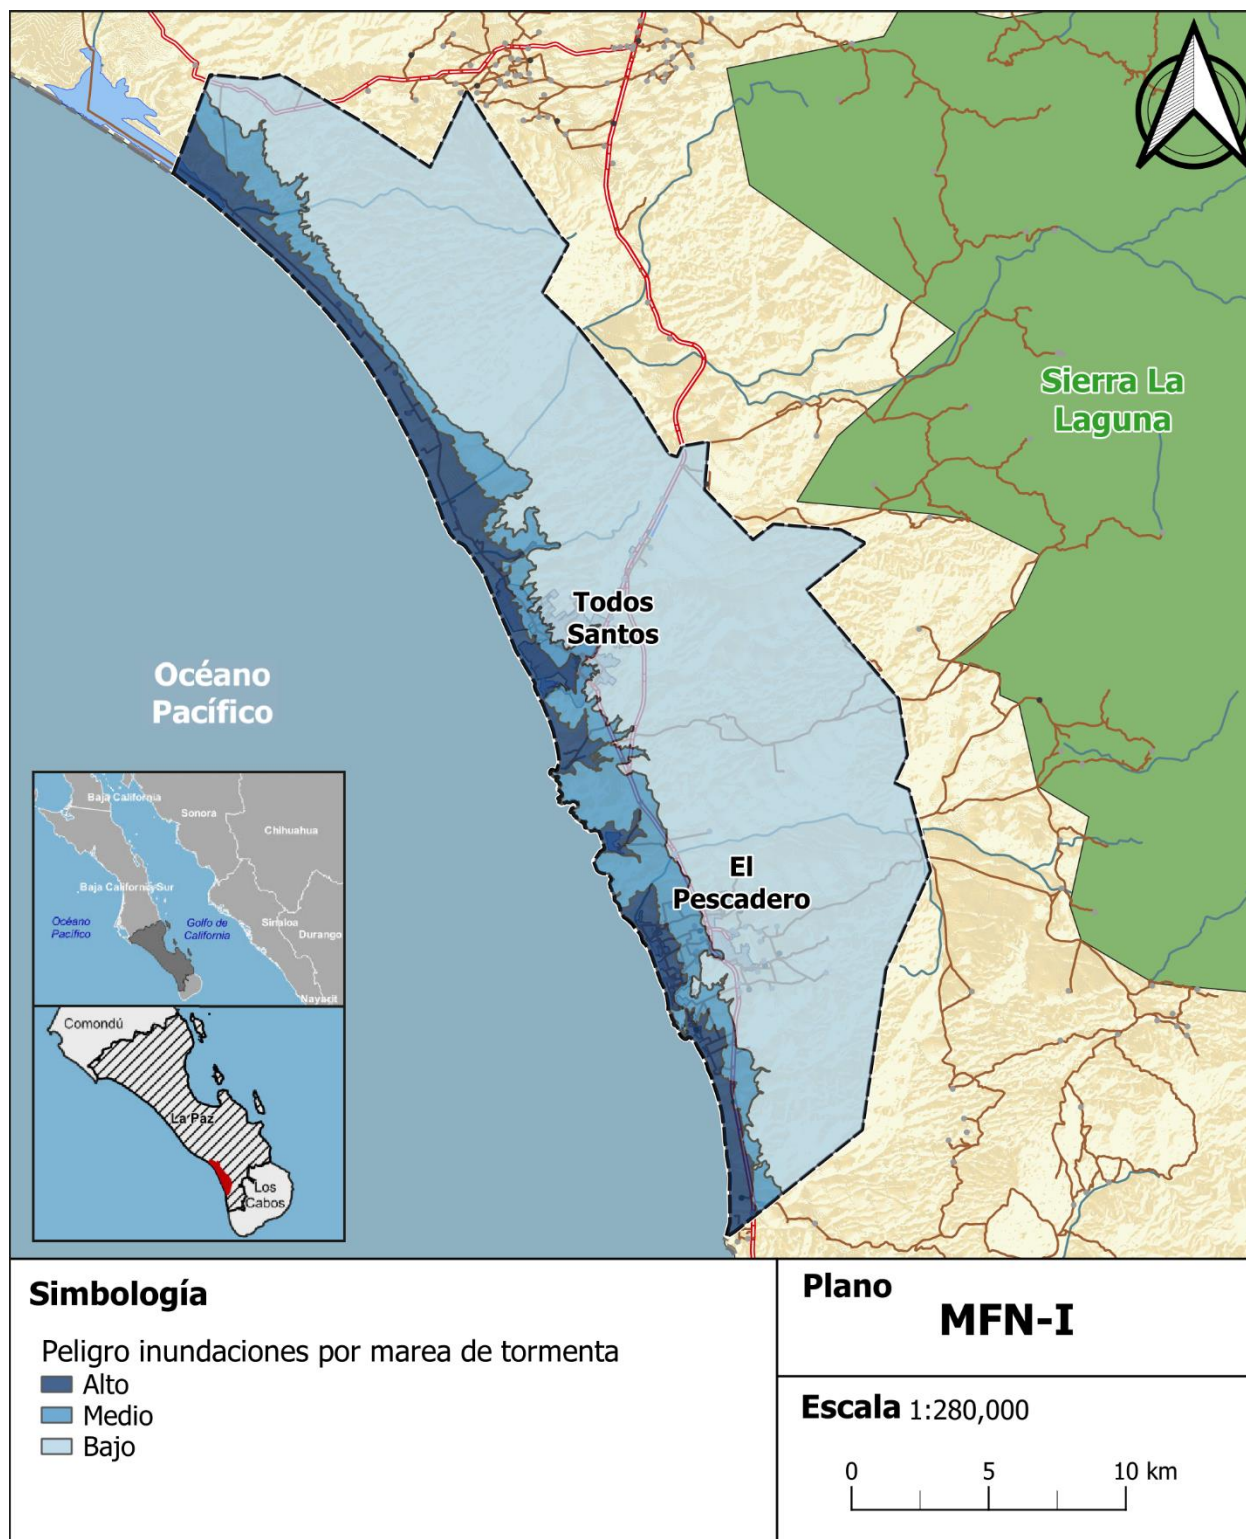 Sierra La
Laguna
Todos
Santos
Océano
Pacífico
El
Pescadero
Baja California
Sonora
Chihuahua
Baja California Sur
Océano
Pacífico
Golfo de
California
Sinaloa
Durango
Nayarit
Comondú
La Paz
Los
Cabos
Simbología
Peligro inundaciones por marea de tormenta
Alto
Medio
Bajo
Plano
MFN-I
Escala 1:280,000
0 5 10 km